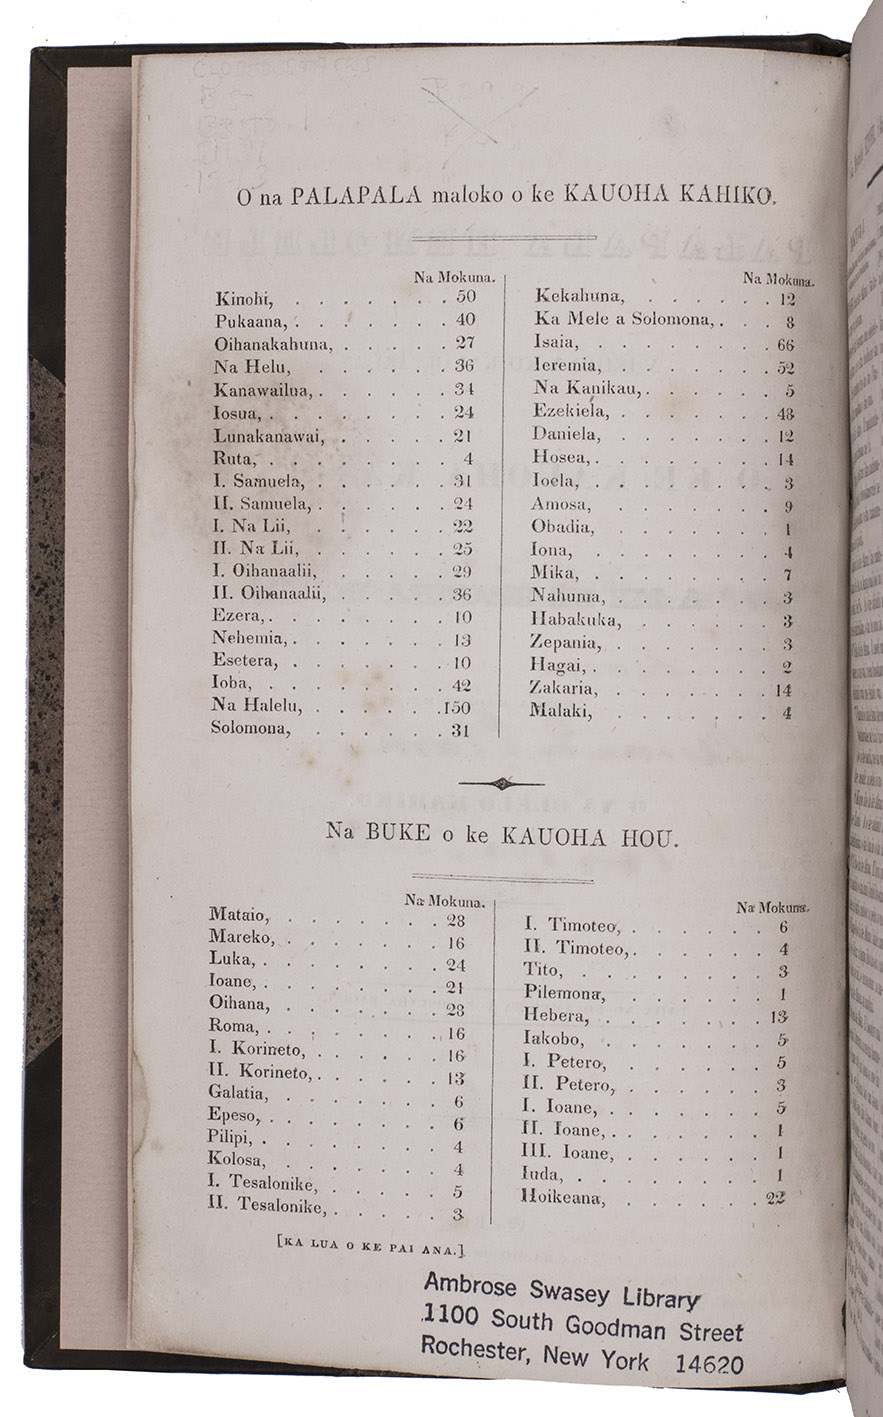 O na PALAPALA maloko o ke KAUOHA KAHIKO.
Na Mokuna.
Kinohi, . . . . . . . 50
Pukaana, . . . . . . . 40
Oihanakahuna, . . . . . 27
Na Helu, . . . . . . 36
Kanawailua, . . . . . . 34
Iosua, . . . . . . . . 24
Lunakanawai, . . . . . 21
Ruta, . . . . . . . . 4
I. Samuela, . . . . . . 31
II. Samuela, . . . . . . 24
I. Na Lii, . . . . . . 22
II. Na Lii, . . . . . . 25
I. Oihanaalii, . . . . . 29
II. Oihanaalii, . . . . . 36
Ezera, . . . . . . . . 10
Nehemia, . . . . . . . 13
Esetera, . . . . . . . 10
Ioba, . . . . . . . . 42
Na Halelu, . . . . . . 150
Solomona, . . . . . . 31
Na Mokuna.
Kekahuna, . . . . . . 12
Ka Mele a Solomona, . . . 8
Isaia, . . . . . . . . 66
Ieremia, . . . . . . . 52
Na Kanikau, . . . . . . 5
Ezekiela, . . . . . . . 48
Daniela, . . . . . . . 12
Hosea, . . . . . . . . 14
Ioela, . . . . . . . . 3
Amosa, . . . . . . . 9
Obadia, . . . . . . . 1
Iona, . . . . . . . . 4
Mika, . . . . . . . . 7
Nahuma, . . . . . . . 3
Habakuka, . . . . . . 3
Zepania, . . . . . . . 3
Hagai, . . . . . . . . 2
Zakaria, . . . . . . . 14
Malaki, . . . . . . . 4
Na BUKE o ke KAUOHA HOU.
Na Mokuna.
Mataio, . . . . . . . 28
Mareko, . . . . . . . 16
Luka, . . . . . . . . 24
Ioane, . . . . . . . . 21
Oihana, . . . . . . . 28
Roma, . . . . . . . . 16
I. Korineto, . . . . . . 16
II. Korineto, . . . . . . 13
Galatia, . . . . . . . 6
Epeso, . . . . . . . . 6
Pilipi, . . . . . . . . 4
Kolosa, . . . . . . . 4
I. Tesalonike, . . . . . 5
II. Tesalonike, . . . . . 3
Na Mokuna.
I. Timoteo, . . . . . . 6
II. Timoteo, . . . . . . 4
Tito, . . . . . . . . 3
Pilemona, . . . . . . 1
Hebera, . . . . . . . 13
Iakobo, . . . . . . . 5
I. Petero, . . . . . . 5
II. Petero, . . . . . . 3
I. Ioane, . . . . . . . 5
II. Ioane, . . . . . . . 1
III. Ioane, . . . . . . 1
Iuda, . . . . . . . . 1
Hoikeana, . . . . . . 22
[KA LUA O KE PAI ANA.]
Ambrose Swasey Library
1100 South Goodman Street
Rochester, New York 14620